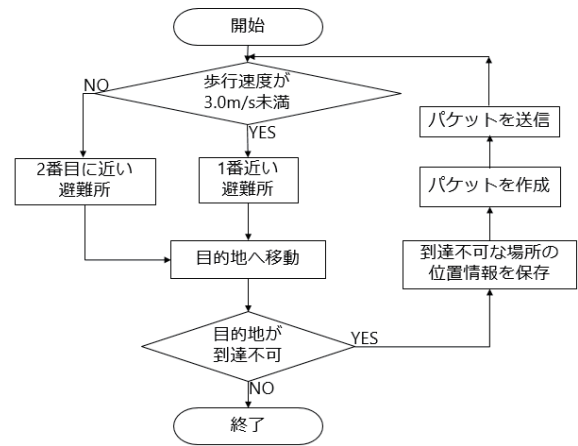 開始
歩行速度が
3.0m/s未満
NO
YES
2番目に近い
避難所
1番近い
避難所
目的地へ移動
目的地が
到達不可
YES
NO
終了
到達不可な場所の
位置情報を保存
パケットを作成
パケットを送信